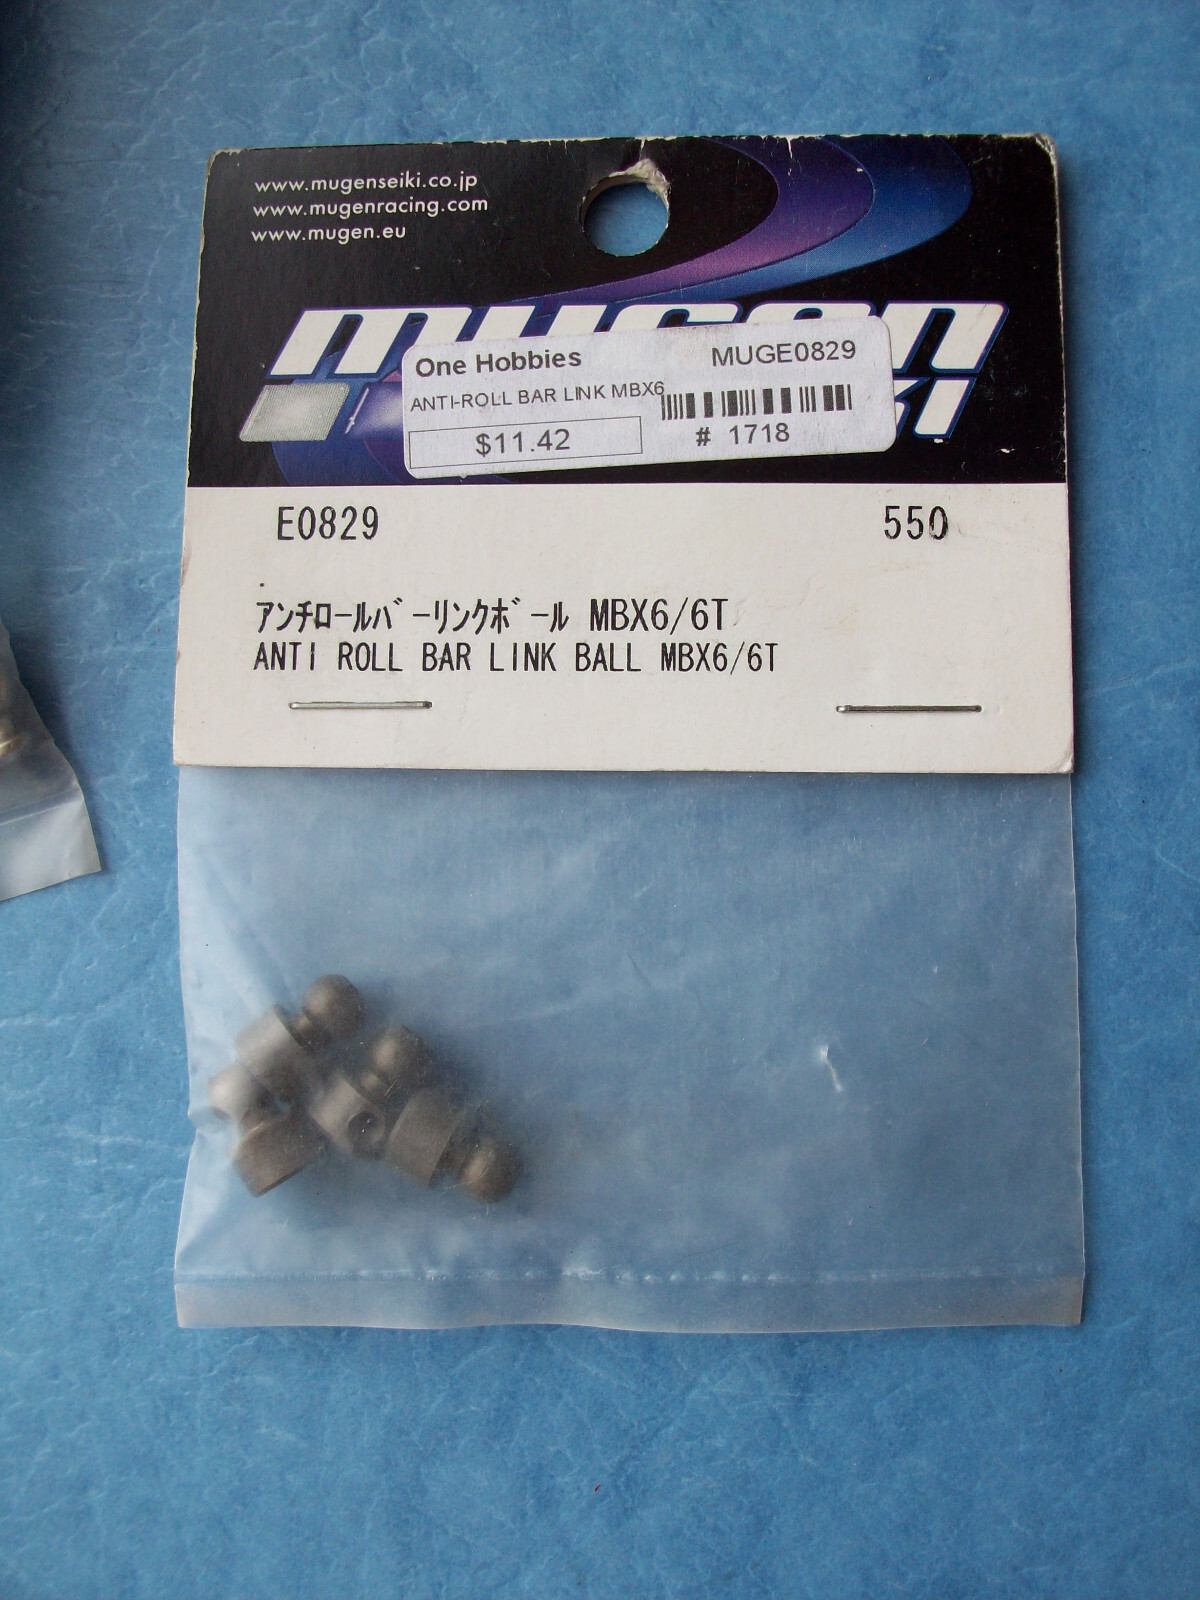 www.mugenseiki.co.jp
www.mugenracing.com
www.mugen.eu
mugen
One Hobbies MUGE0829
ANTI-ROLL BAR LINK MBX6
$11.42 # 1718
E0829 550
アンチロールバーリンクボール MBX6/6T
ANTI ROLL BAR LINK BALL MBX6/6T